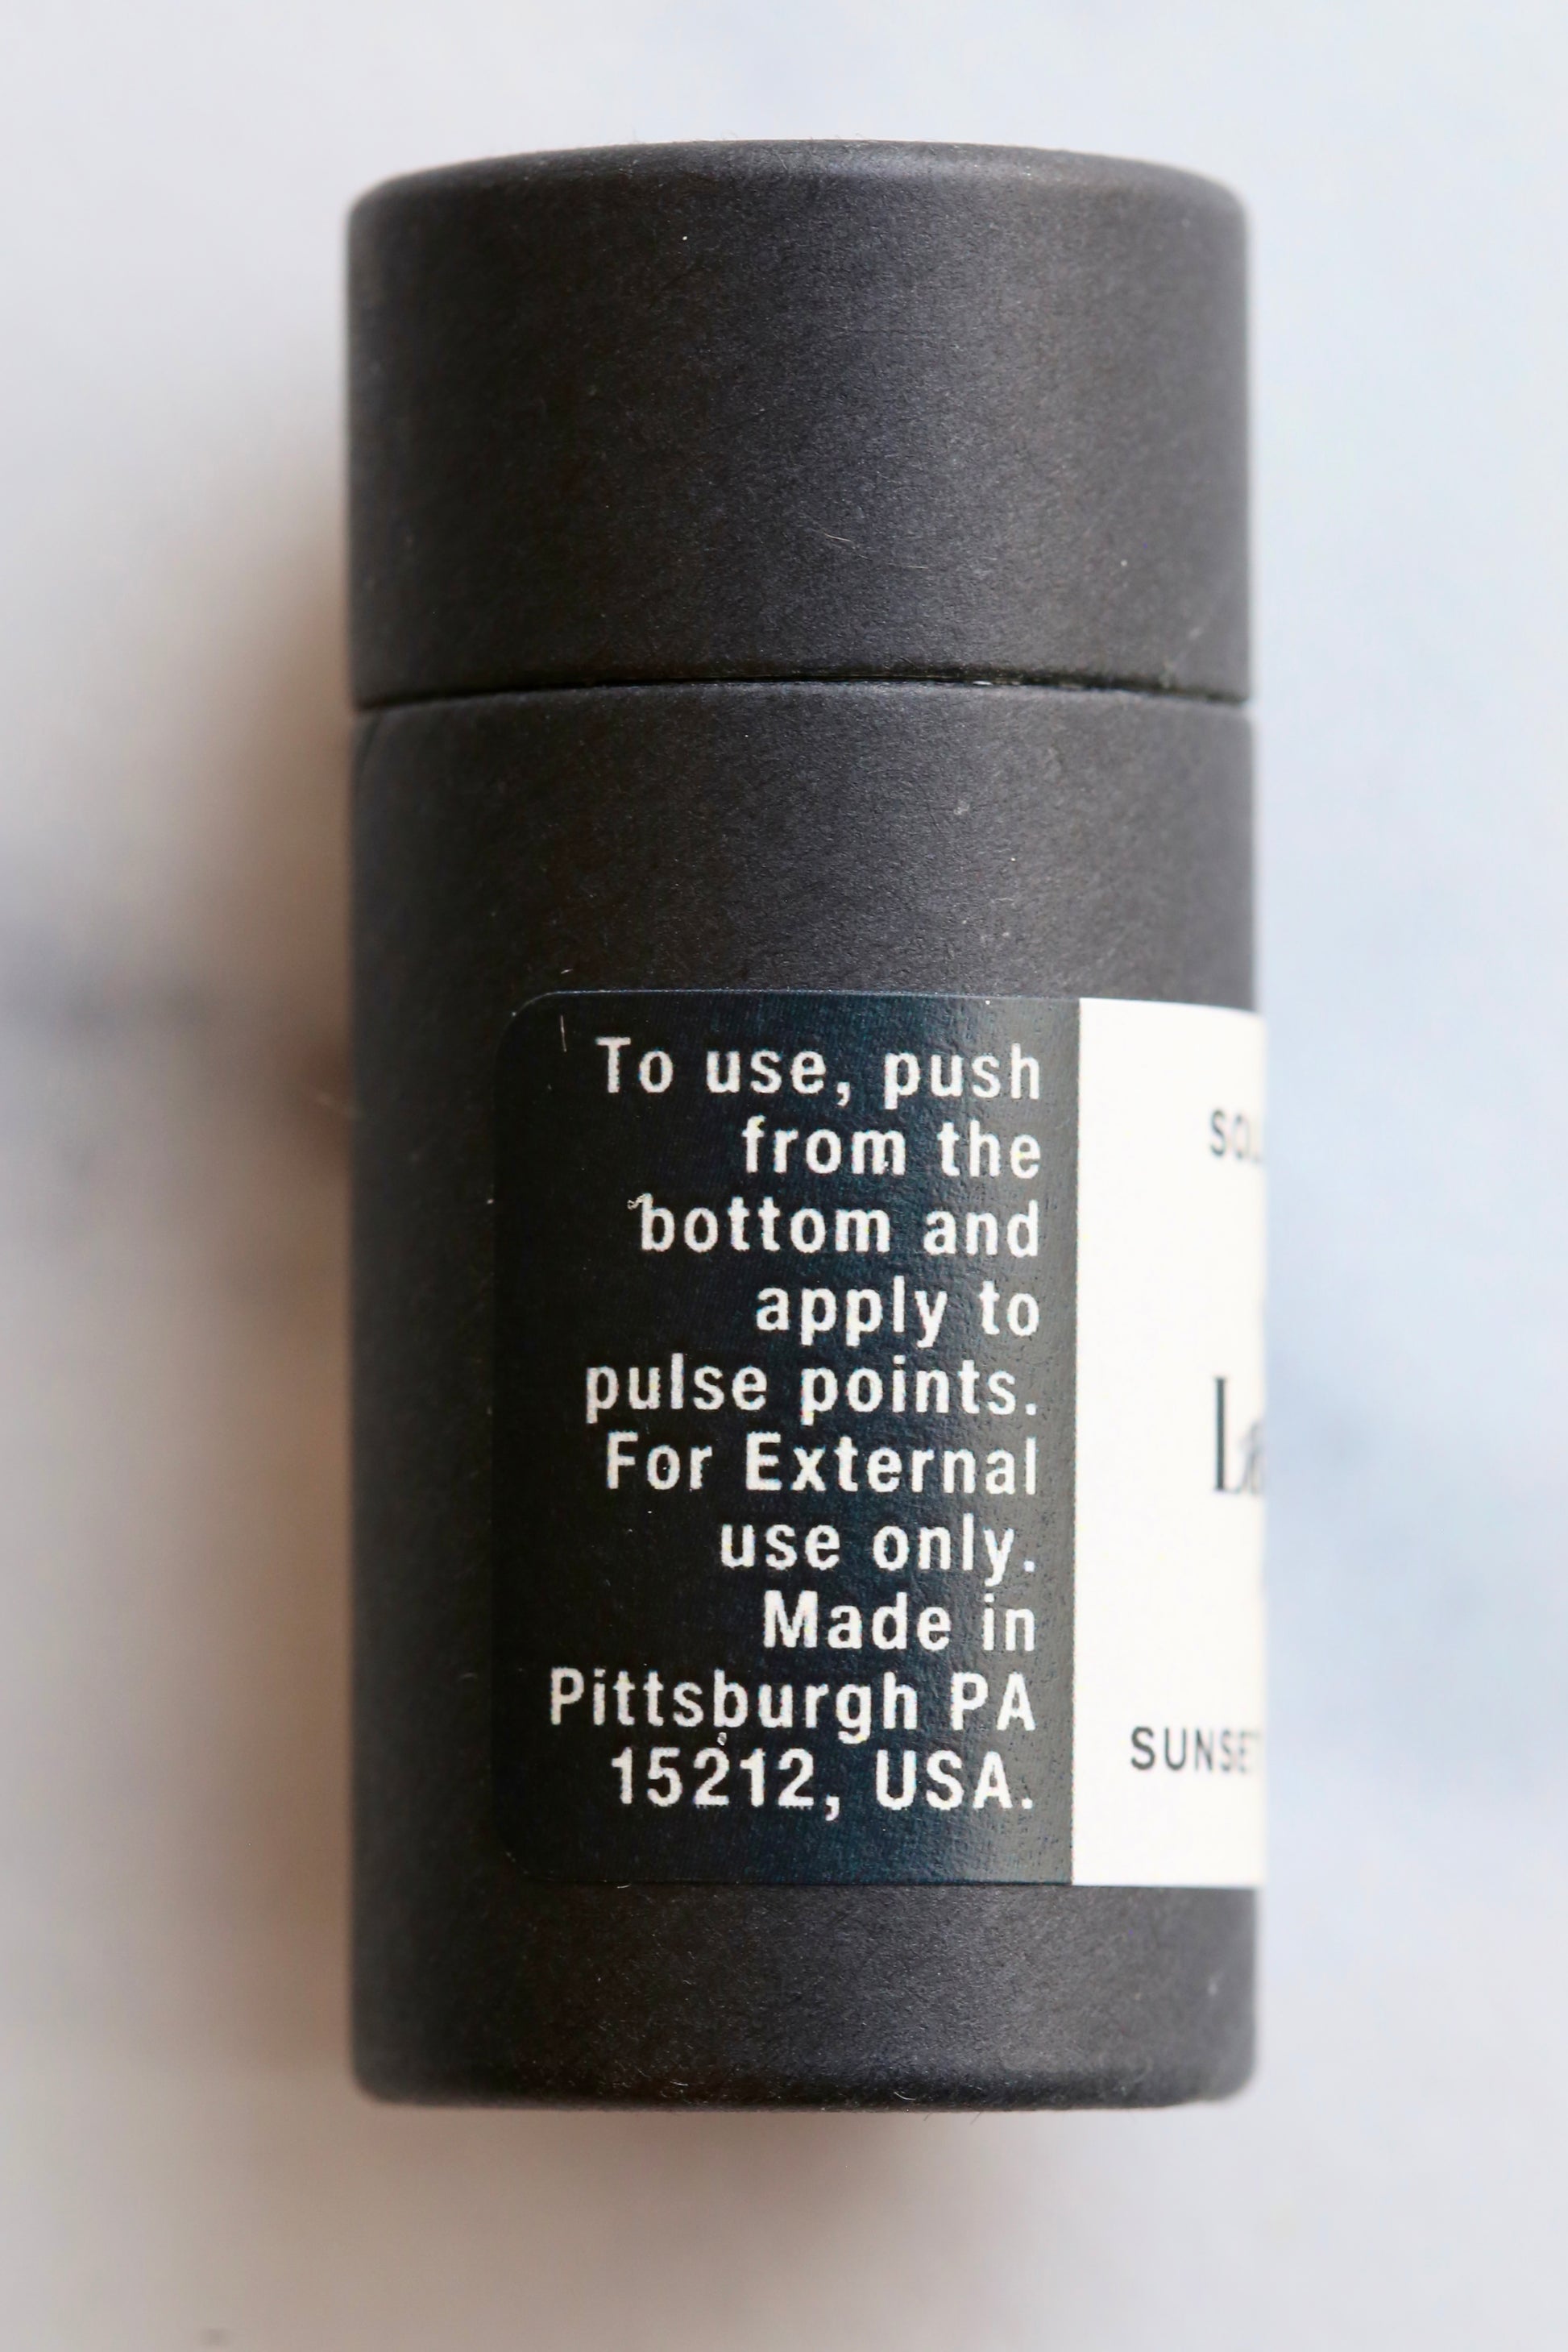 To use, push
from the
bottom and
apply to
pulse points.
For External
use only.
Made in
Pittsburgh PA
15212, USA.
SUNSET